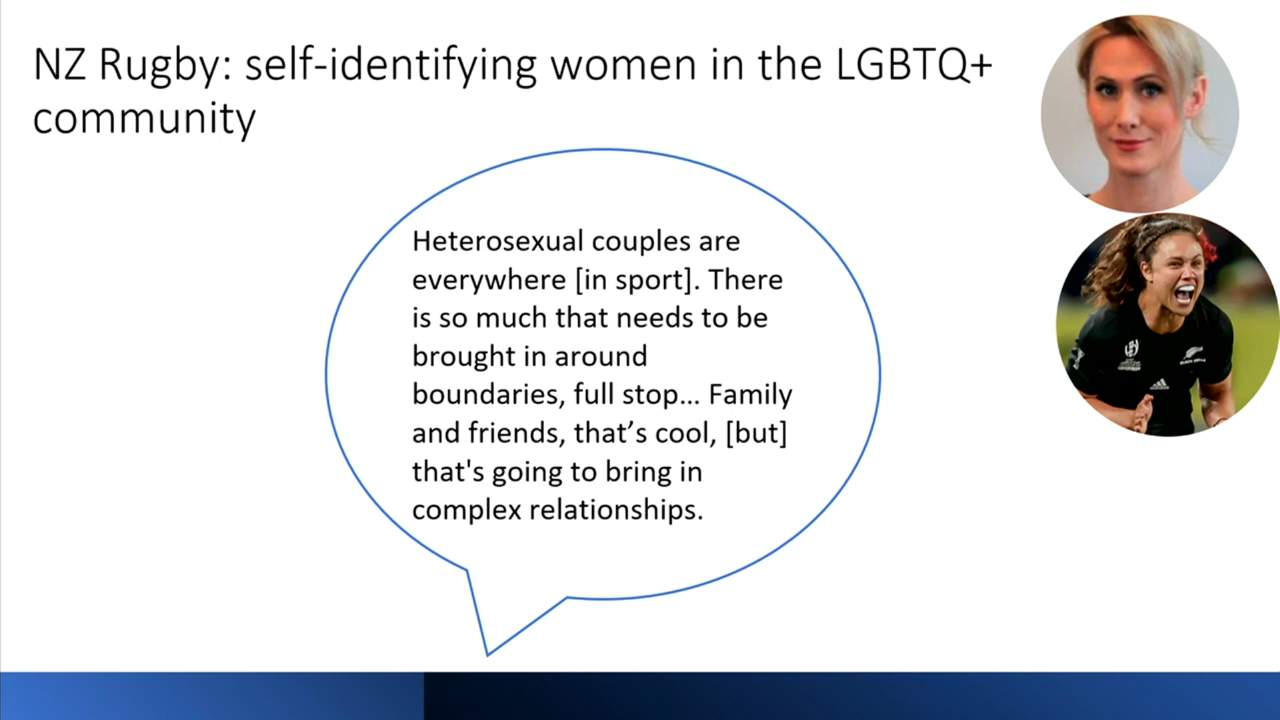 NZ Rugby: self-identifying women in the LGBTQ+
community
Heterosexual couples are
everywhere [in sport]. There
is so much that needs to be
brought in around
boundaries, full stop… Family
and friends, that’s cool, [but]
that's going to bring in
complex relationships.